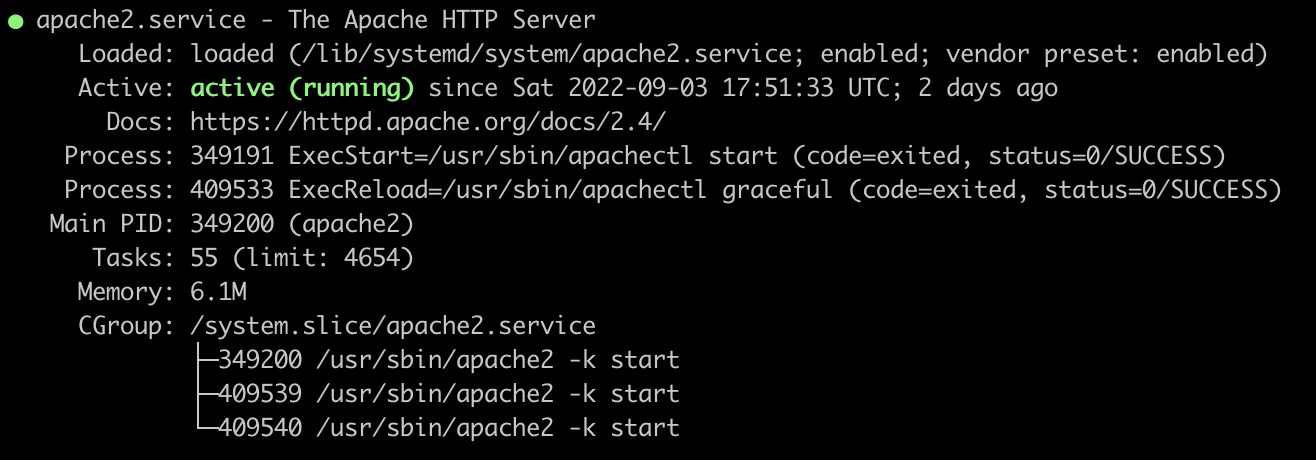 ● apache2.service - The Apache HTTP Server
     Loaded: loaded (/lib/systemd/system/apache2.service; enabled; vendor preset: enabled)
     Active: active (running) since Sat 2022-09-03 17:51:33 UTC; 2 days ago
       Docs: https://httpd.apache.org/docs/2.4/
    Process: 349191 ExecStart=/usr/sbin/apachectl start (code=exited, status=0/SUCCESS)
    Process: 409533 ExecReload=/usr/sbin/apachectl graceful (code=exited, status=0/SUCCESS)
   Main PID: 349200 (apache2)
      Tasks: 55 (limit: 4654)
     Memory: 6.1M
     CGroup: /system.slice/apache2.service
             ├─349200 /usr/sbin/apache2 -k start
             ├─409539 /usr/sbin/apache2 -k start
             └─409540 /usr/sbin/apache2 -k start